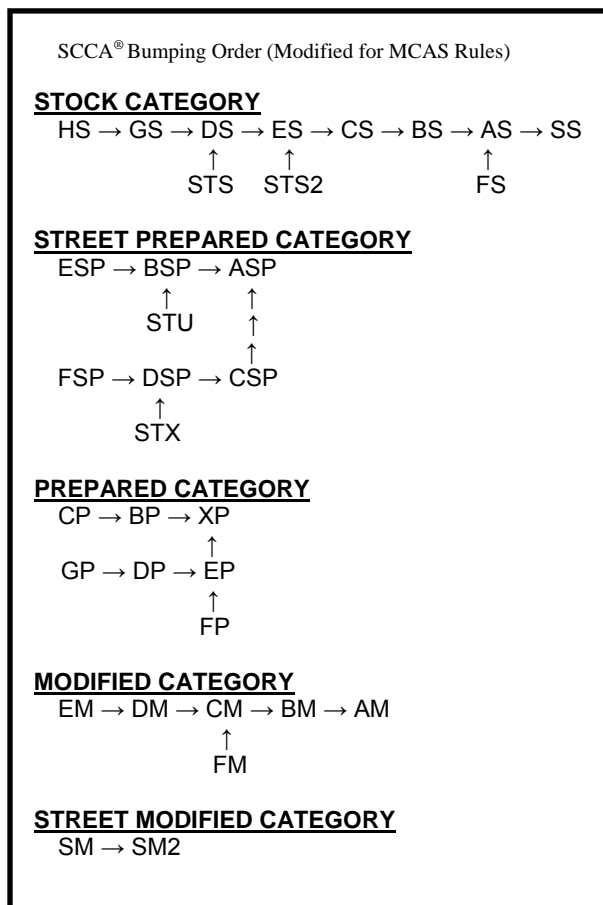 SCCA® Bumping Order (Modified for MCAS Rules)
STOCK CATEGORY
HS → GS → DS → ES → CS → BS → AS → SS
↑ ↑ ↑
STS STS2 FS
STREET PREPARED CATEGORY
ESP → BSP → ASP
↑ ↑
STU ↑
↑
FSP → DSP → CSP
↑
STX
PREPARED CATEGORY
CP → BP → XP
↑
GP → DP → EP
↑
FP
MODIFIED CATEGORY
EM → DM → CM → BM → AM
↑
FM
STREET MODIFIED CATEGORY
SM → SM2